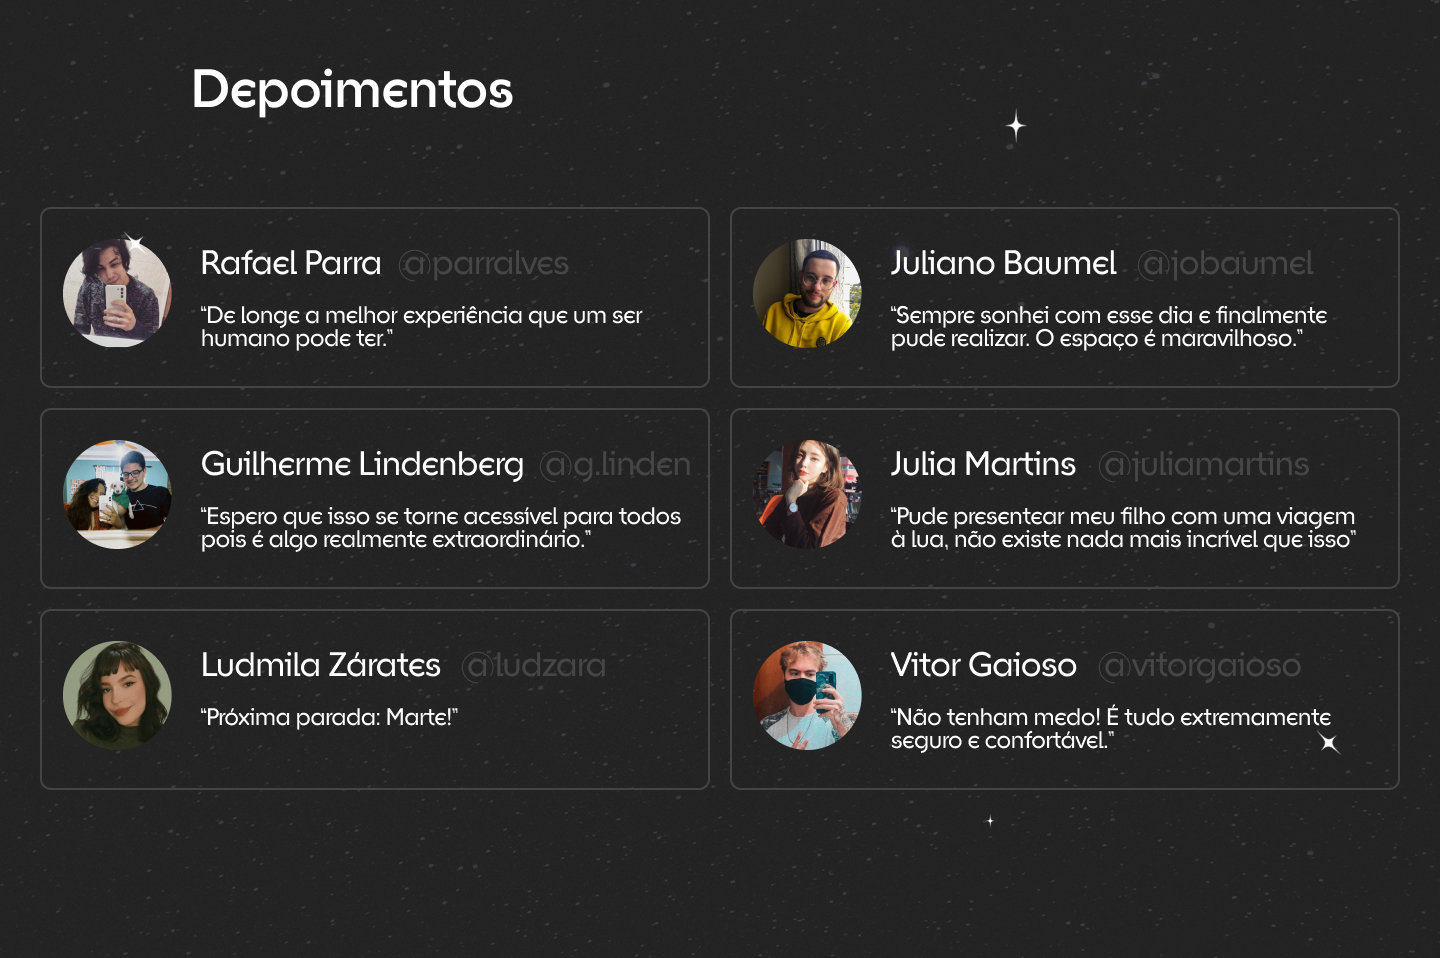 Depoimentos
Rafael Parra @parralves
“De longe a melhor experiência que um ser
humano pode ter.”
Juliano Baumel @jobaumel
“Sempre sonhei com esse dia e finalmente
pude realizar. O espaço é maravilhoso.”
Guilherme Lindenberg @g.linden
“Espero que isso se torne acessível para todos
pois é algo realmente extraordinário.”
Julia Martins @juliamartins
“Pude presentear meu filho com uma viagem
à lua, não existe nada mais incrível que isso”
Ludmila Zárates @ludzara
“Próxima parada: Marte!”
Vitor Gaioso @vitorgaioso
“Não tenham medo! É tudo extremamente
seguro e confortável.”